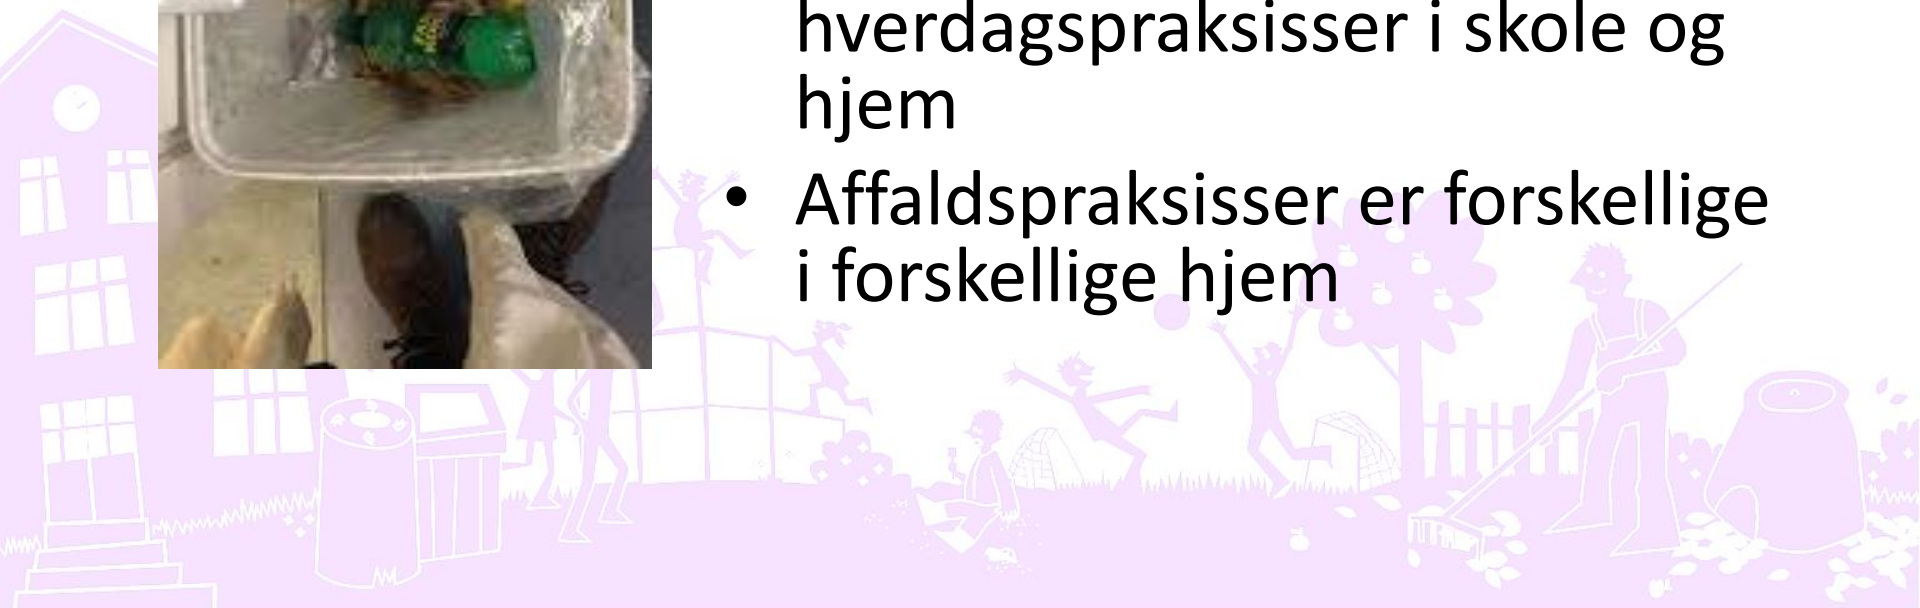 hverdagspraksisser i skole og
hjem
• Affaldspraksisser er forskellige
i forskellige hjem